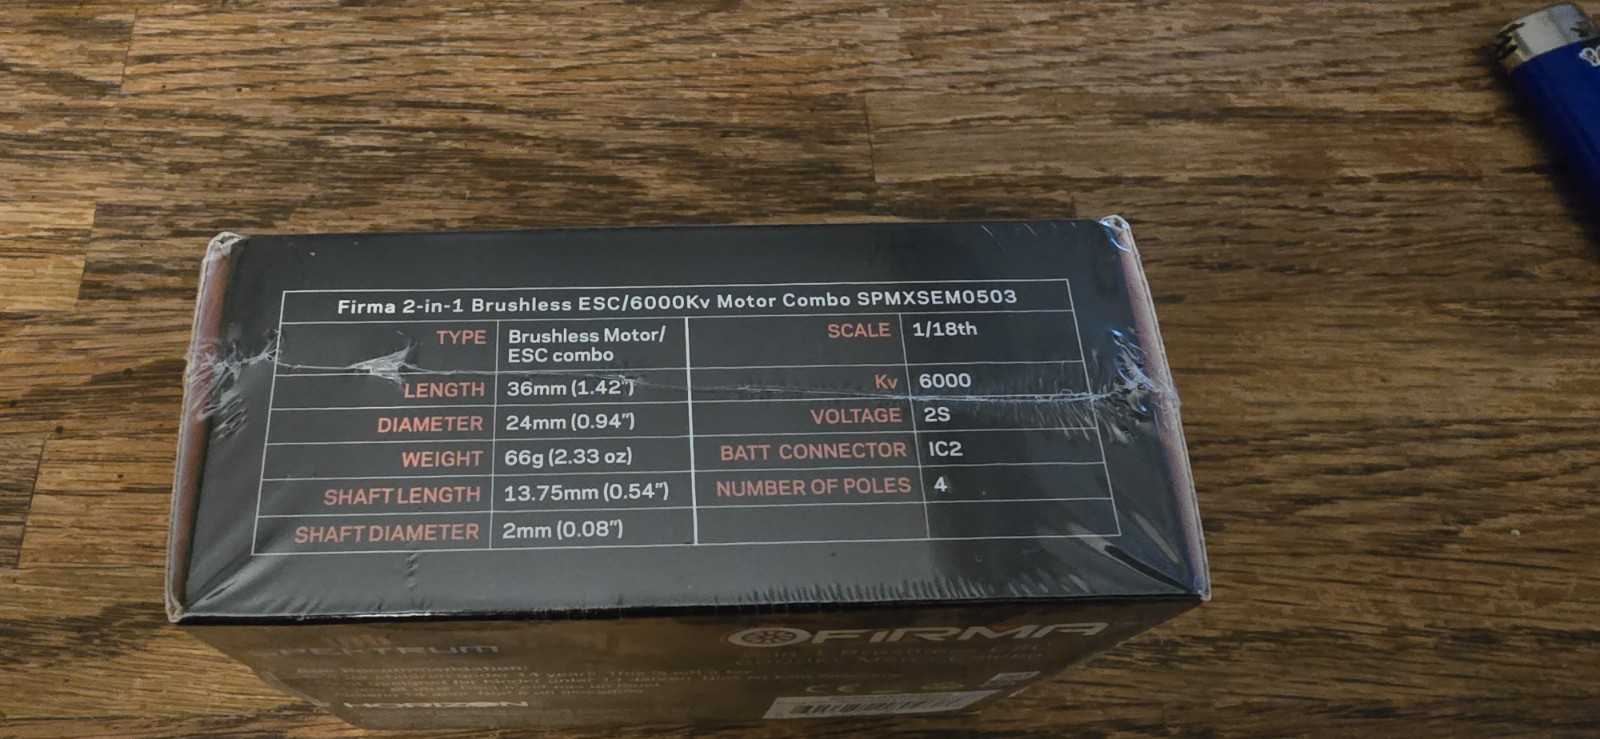 Firma 2-in-1 Brushless ESC/6000Kv Motor Combo SPMXSEM0503
TYPE Brushless Motor/ ESC combo
LENGTH 36mm (1.42")
DIAMETER 24mm (0.94")
WEIGHT 66g (2.33 oz)
SHAFT LENGTH 13.75mm (0.54")
SHAFT DIAMETER 2mm (0.08")
SCALE 1/18th
Kv 6000
VOLTAGE 2S
BATT CONNECTOR IC2
NUMBER OF POLES 4
FIRMA
HORIZON